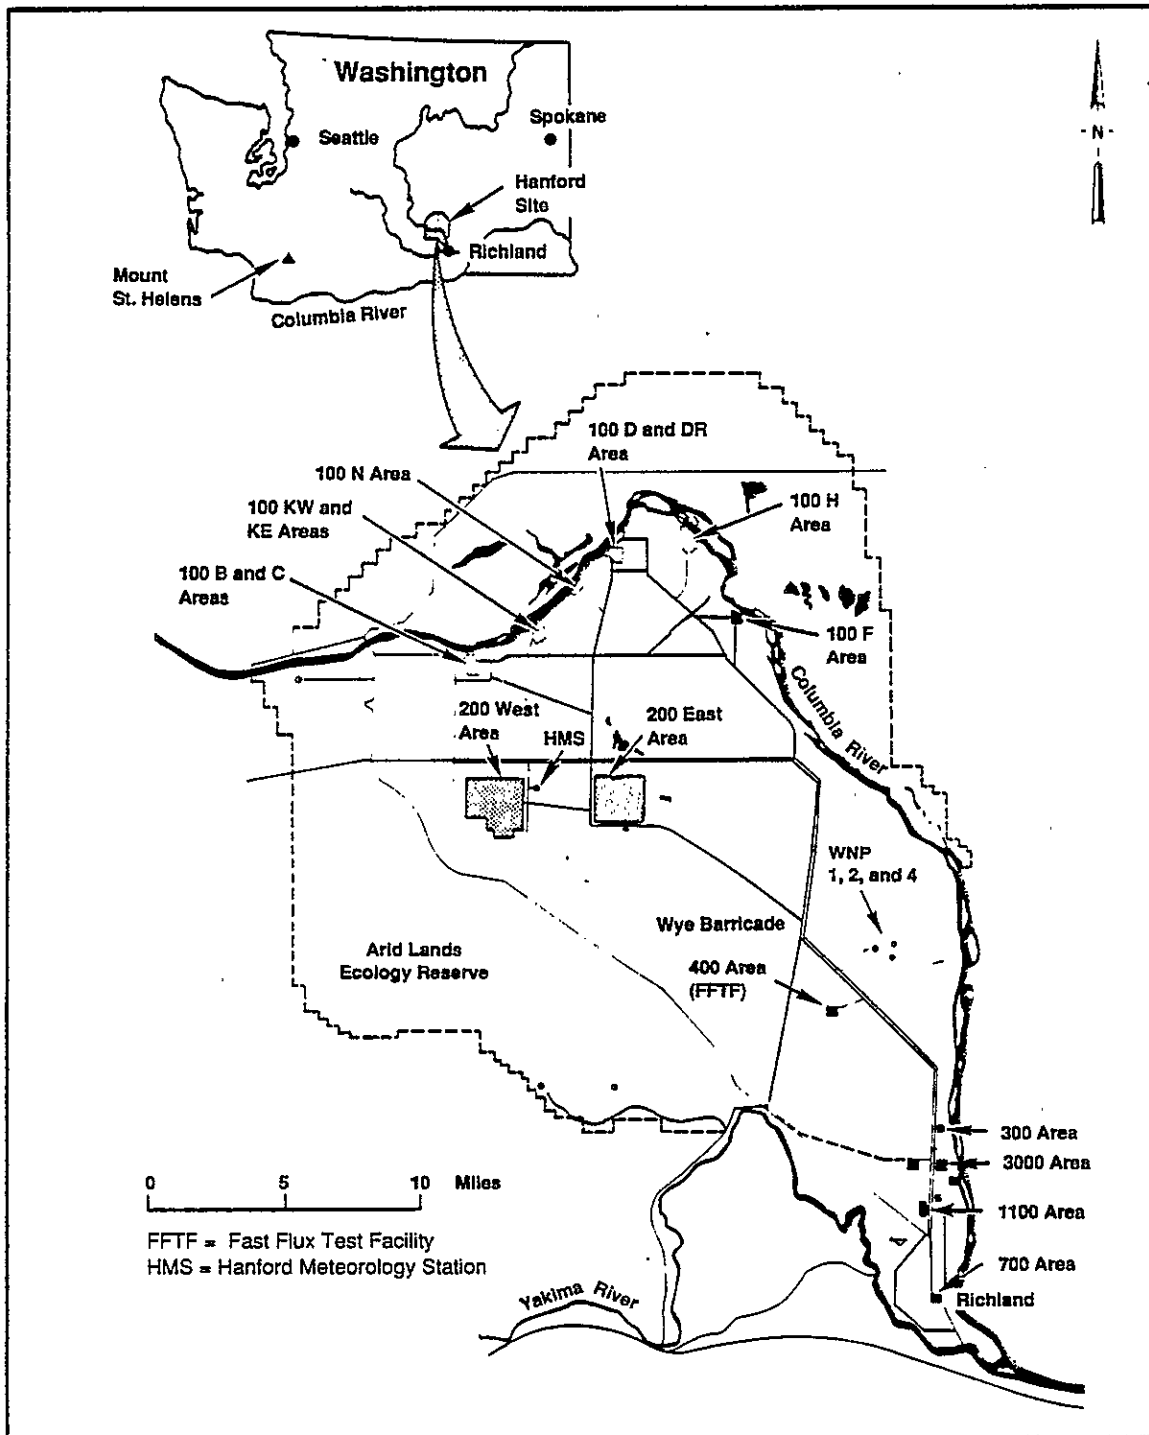 Washington
- N -
Seattle
Spokane
Hanford
Site
Richland
Mount
St. Helens
Columbia River
100 D and DR
Area
100 N Area
100 H
Area
100 KW and
KE Areas
100 B and C
Areas
100 F
Area
Columbia River
200 West
Area
HMS
200 East
Area
WNP
1, 2, and 4
Wye Barricade
Arid Lands
Ecology Reserve
400 Area
(FFTF)
300 Area
3000 Area
1100 Area
700 Area
Richland
0 5 10 Miles
FFTF = Fast Flux Test Facility
HMS = Hanford Meteorology Station
Yakima River